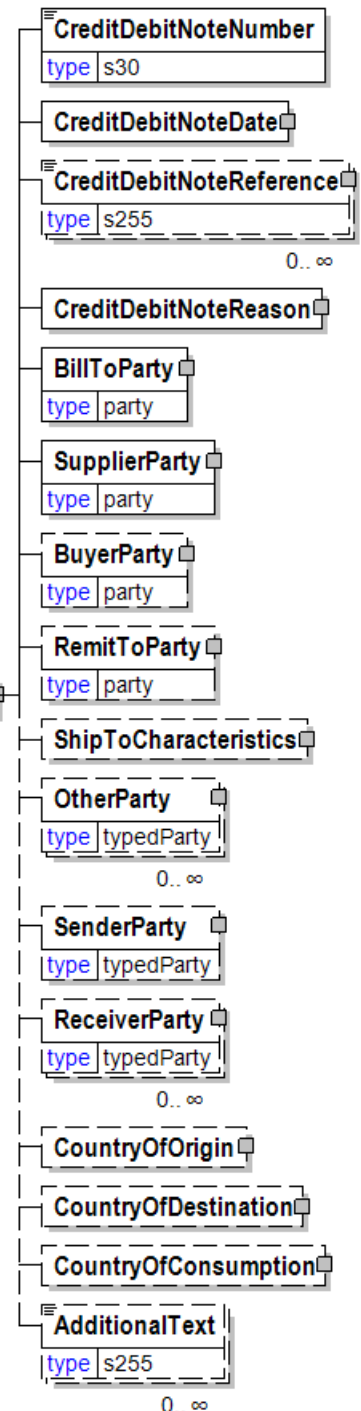 CreditDebitNoteNumber
type s30
CreditDebitNoteDate
CreditDebitNoteReference
type s255
0.. ∞
CreditDebitNoteReason
BillToParty
type party
SupplierParty
type party
BuyerParty
type party
RemitToParty
type party
ShipToCharacteristics
OtherParty
type typedParty
0.. ∞
SenderParty
type typedParty
ReceiverParty
type typedParty
0.. ∞
CountryOfOrigin
CountryOfDestination
CountryOfConsumption
AdditionalText
type s255
0.. ∞